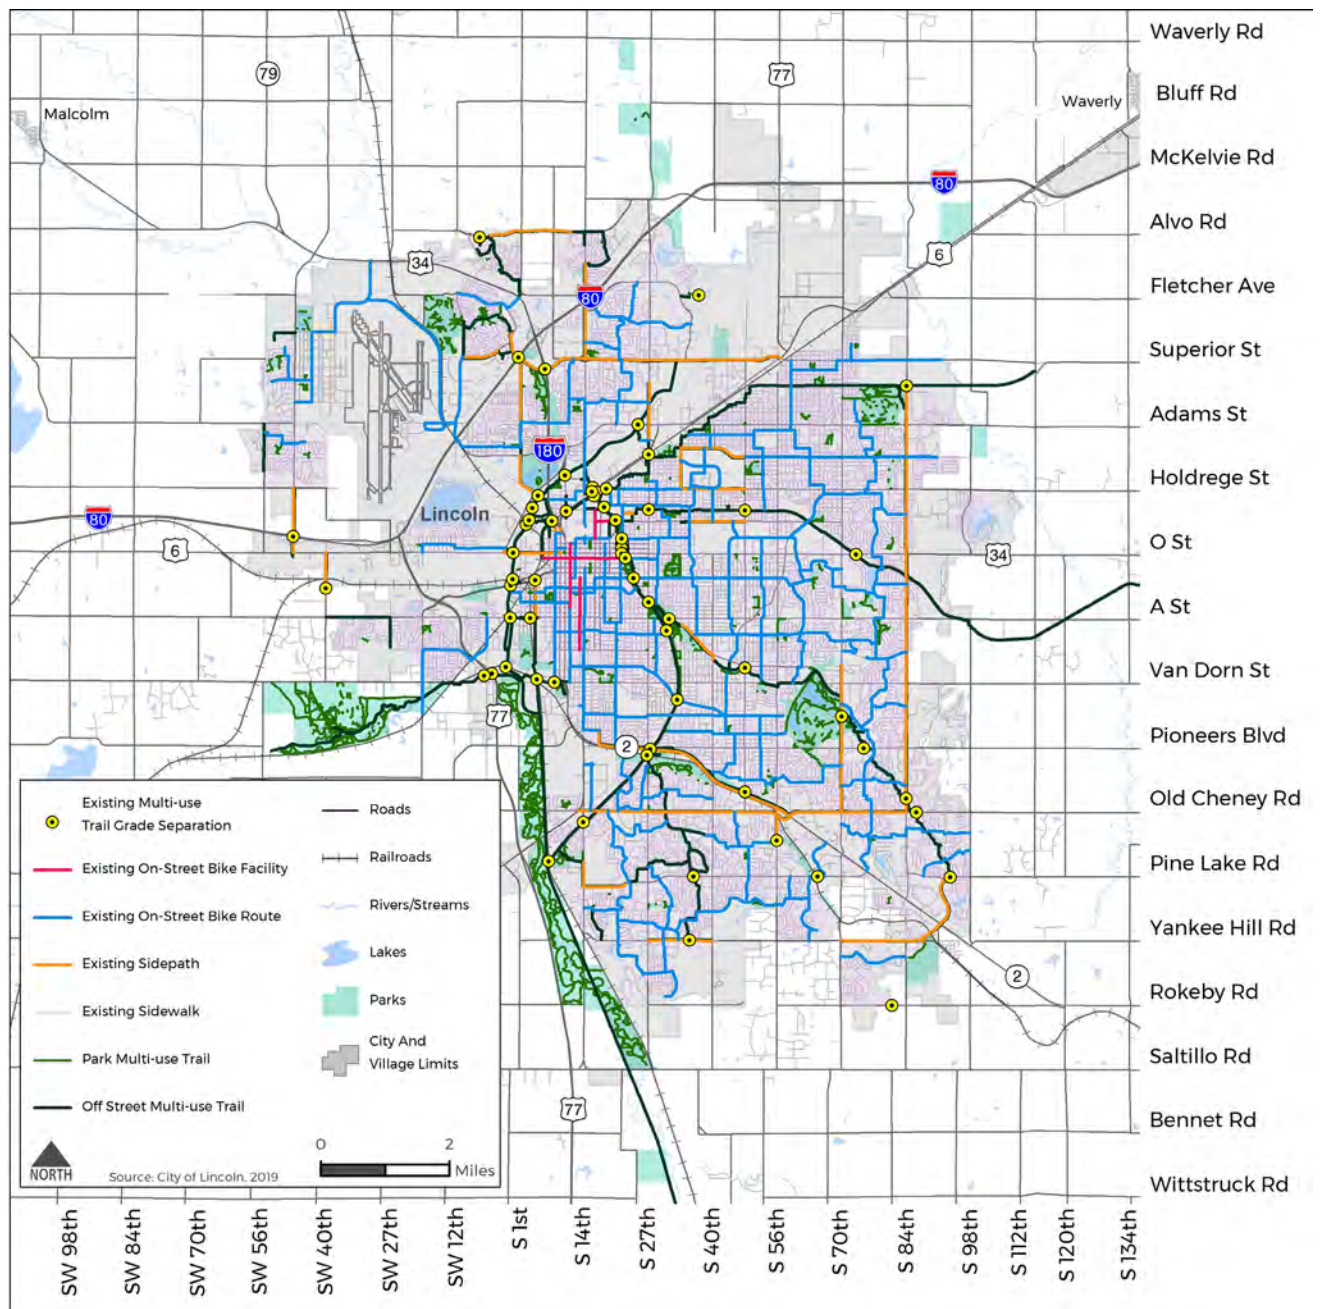 Waverly Rd
79
77
Bluff Rd
Waverly
Malcolm
McKelvie Rd
80
Alvo Rd
34
6
Fletcher Ave
80
Superior St
Adams St
180
Holdrege St
Lincoln
80
6
O St
34
A St
Van Dorn St
77
2
Pioneers Blvd
Old Cheney Rd
Pine Lake Rd
Yankee Hill Rd
2
Rokeby Rd
Saltillo Rd
77
Bennet Rd
Wittstruck Rd
Existing Multi-use
Trail Grade Separation
Existing On-Street Bike Facility
Existing On-Street Bike Route
Existing Sidepath
Existing Sidewalk
Park Multi-use Trail
Off Street Multi-use Trail
Roads
Railroads
Rivers/Streams
Lakes
Parks
City And
Village Limits
NORTH
Source: City of Lincoln, 2019
0 2
Miles
SW 98th
SW 84th
SW 70th
SW 56th
SW 40th
SW 27th
SW 12th
S 1st
S 14th
S 27th
S 40th
S 56th
S 70th
S 84th
S 98th
S 112th
S 120th
S 134th